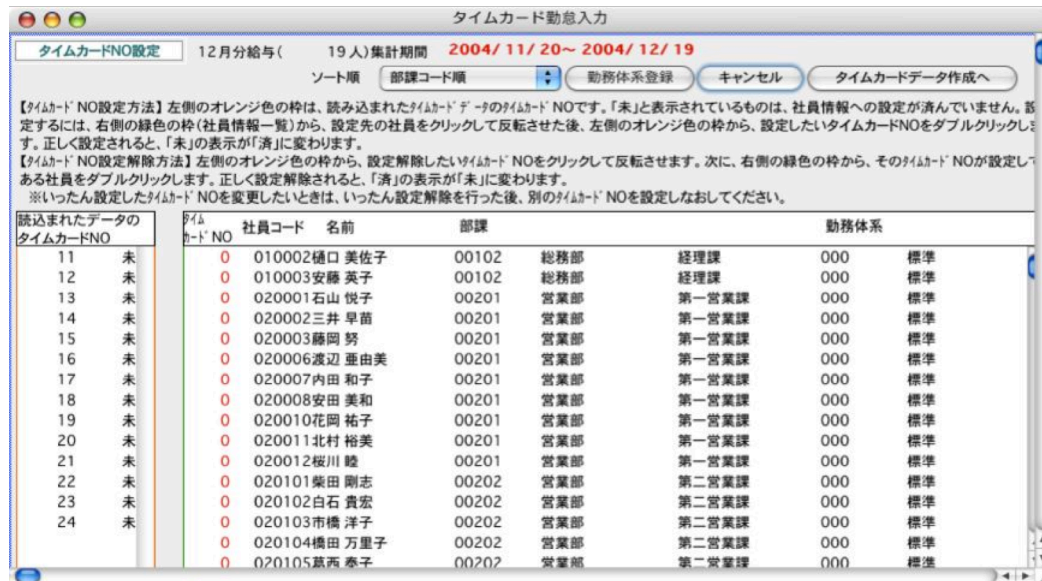 タイムカード勤怠入力
タイムカードNO設定 12月分給与( 19人)集計期間 2004/11/20～2004/12/19
ソート順 部課コード順 勤務体系登録 キャンセル タイムカードデータ作成へ
【ﾀｲﾑｶｰﾄﾞNO設定方法】左側のオレンジ色の枠は、読み込まれたﾀｲﾑｶｰﾄﾞﾃﾞｰﾀのﾀｲﾑｶｰﾄﾞNOです。「未」と表示されているものは、社員情報への設定が済んでいません。設
定するには、右側の緑色の枠(社員情報一覧)から、設定先の社員をクリックして反転させた後、左側のオレンジ色の枠から、設定したいタイムカードNOをダブルクリックしま
す。正しく設定されると、「未」の表示が「済」に変わります。
【ﾀｲﾑｶｰﾄﾞNO設定解除方法】左側のオレンジ色の枠から、設定解除したいﾀｲﾑｶｰﾄﾞNOをクリックして反転させます。次に、右側の緑色の枠から、そのﾀｲﾑｶｰﾄﾞNOが設定して
ある社員をダブルクリックします。正しく設定解除されると、「済」の表示が「未」に変わります。
※いったん設定したﾀｲﾑｶｰﾄﾞNOを変更したいときは、いったん設定解除を行った後、別のﾀｲﾑｶｰﾄﾞNOを設定しなおしてください。
読込まれたデータの
タイムカードNO
ﾀｲﾑ
ｶｰﾄﾞNO 社員コード 名前 部課 勤務体系
11 未 0 010002樋口 美佐子 00102 総務部 経理課 000 標準
12 未 0 010003安藤 英子 00102 総務部 経理課 000 標準
13 未 0 020001石山 悦子 00201 営業部 第一営業課 000 標準
14 未 0 020002三井 早苗 00201 営業部 第一営業課 000 標準
15 未 0 020003藤岡 努 00201 営業部 第一営業課 000 標準
16 未 0 020006渡辺 亜由美 00201 営業部 第一営業課 000 標準
17 未 0 020007内田 和子 00201 営業部 第一営業課 000 標準
18 未 0 020008安田 美和 00201 営業部 第一営業課 000 標準
19 未 0 020010花岡 祐子 00201 営業部 第一営業課 000 標準
20 未 0 020011北村 裕美 00201 営業部 第一営業課 000 標準
21 未 0 020012桜川 睦 00201 営業部 第一営業課 000 標準
22 未 0 020101柴田 剛志 00202 営業部 第二営業課 000 標準
23 未 0 020102白石 貴宏 00202 営業部 第二営業課 000 標準
24 未 0 020103市橋 洋子 00202 営業部 第二営業課 000 標準
0 020104橋田 万里子 00202 営業部 第二営業課 000 標準
0 020105葛西 泰子 00202 営業部 第二営業課 000 標準